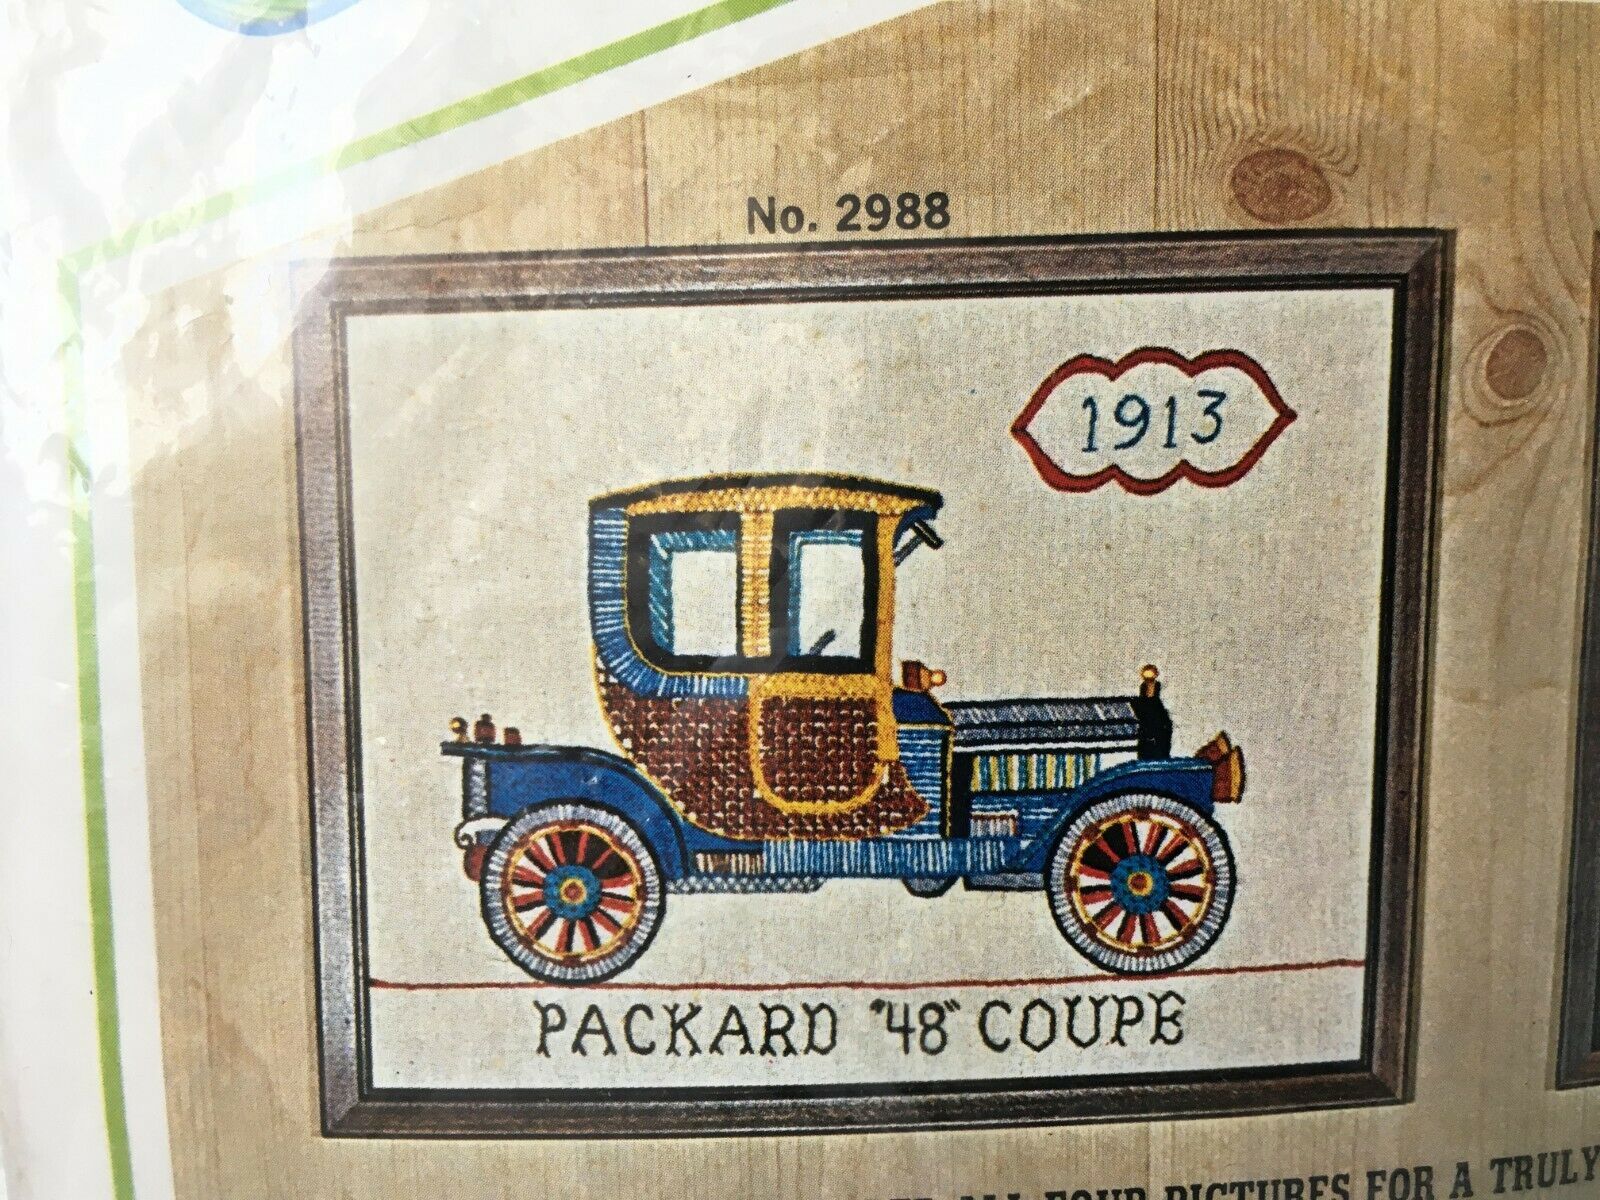 No. 2988
1913
PACKARD "48" COUPE
ALL FOUR PICTURES FOR A TRULY